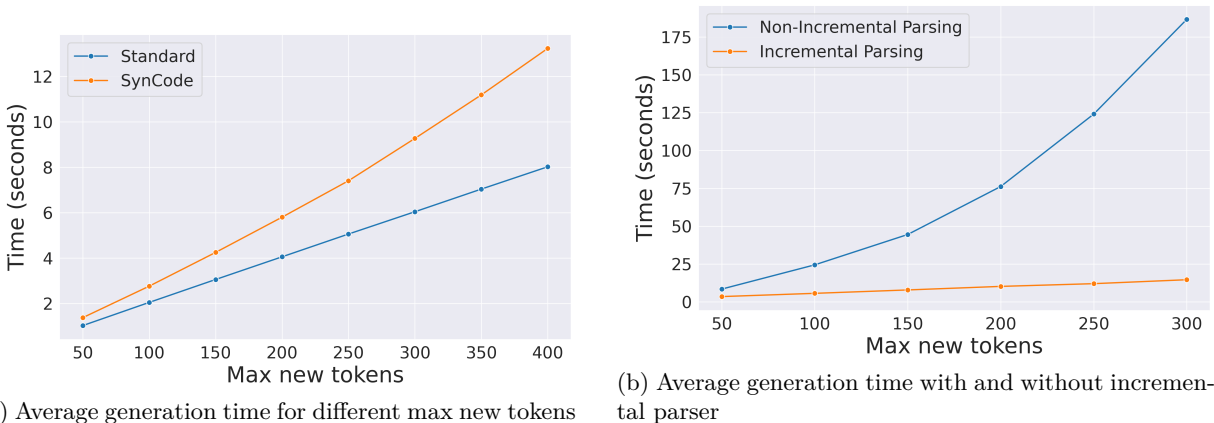 Standard
SynCode
12
10
8
6
4
2
Time (seconds)
50 100 150 200 250 300 350 400
Max new tokens
) Average generation time for different max new tokens
Non-Incremental Parsing
Incremental Parsing
175
150
125
100
75
50
25
0
Time (seconds)
50 100 150 200 250 300
Max new tokens
(b) Average generation time with and without incremen-
tal parser